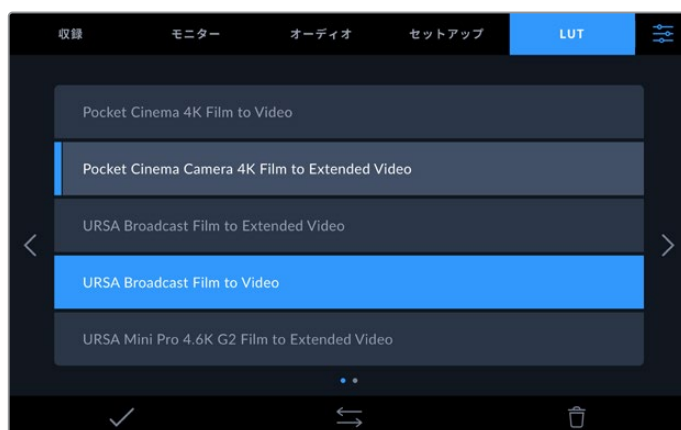 収録 モニター オーディオ セットアップ LUT
Pocket Cinema 4K Film to Video
Pocket Cinema Camera 4K Film to Extended Video
URSA Broadcast Film to Extended Video
URSA Broadcast Film to Video
URSA Mini Pro 4.6K G2 Film to Extended Video